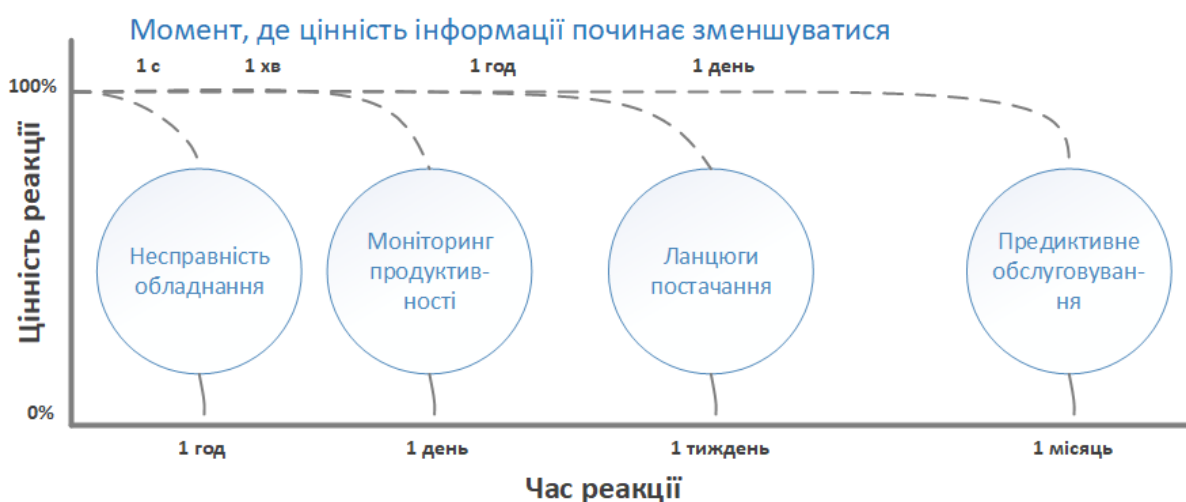 Момент, де цінність інформації починає зменшуватися
1 с
1 хв
1 год
1 день
100%
Цінність реакції
0%
Несправність
обладнання
Моніторинг
продуктив-
ності
Ланцюги
постачання
Предиктивне
обслуговуван-
ня
1 год
1 день
1 тиждень
1 місяць
Час реакції